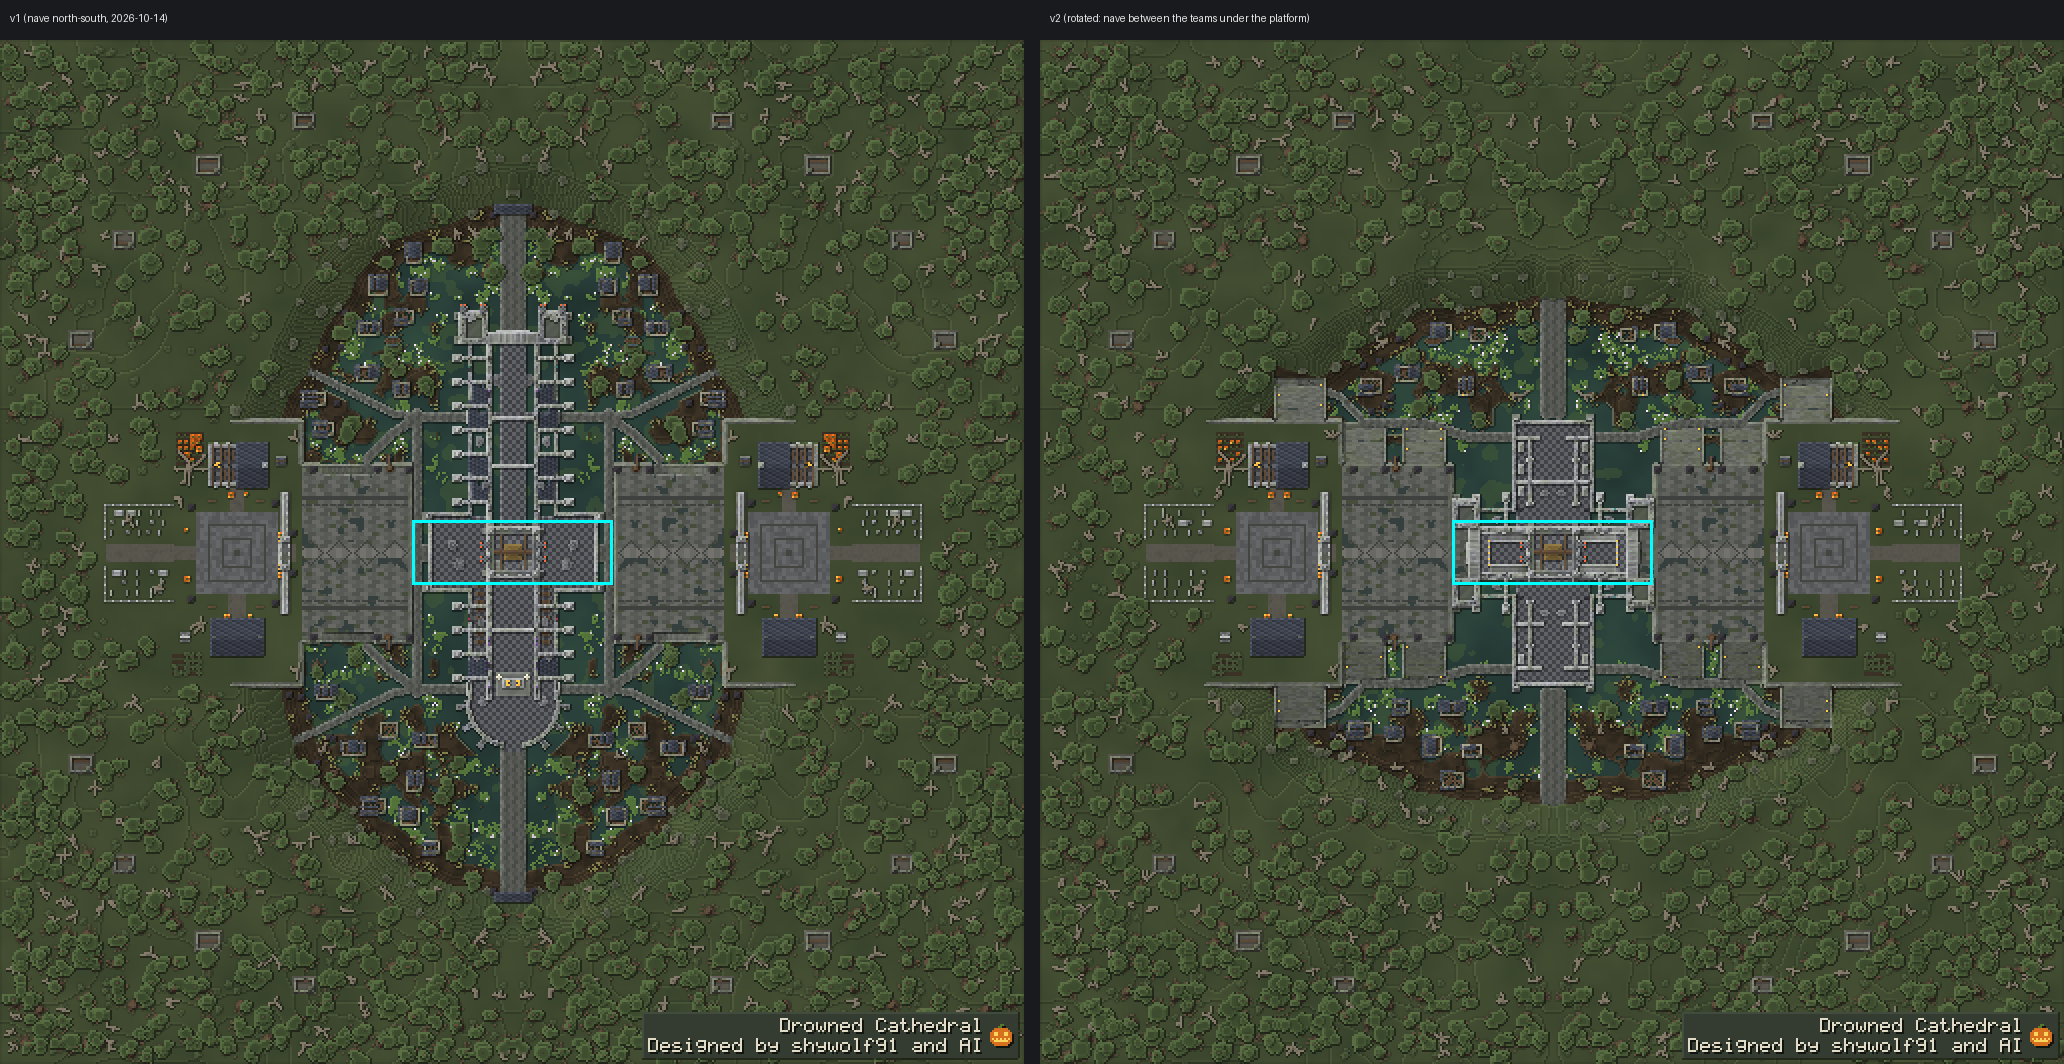 v1 (nave north-south, 2026-10-14)
v2 (rotated: nave between the teams under the platform)
Drowned Cathedral
Designed by shywolf91 and AI
Drowned Cathedral
Designed by shywolf91 and AI